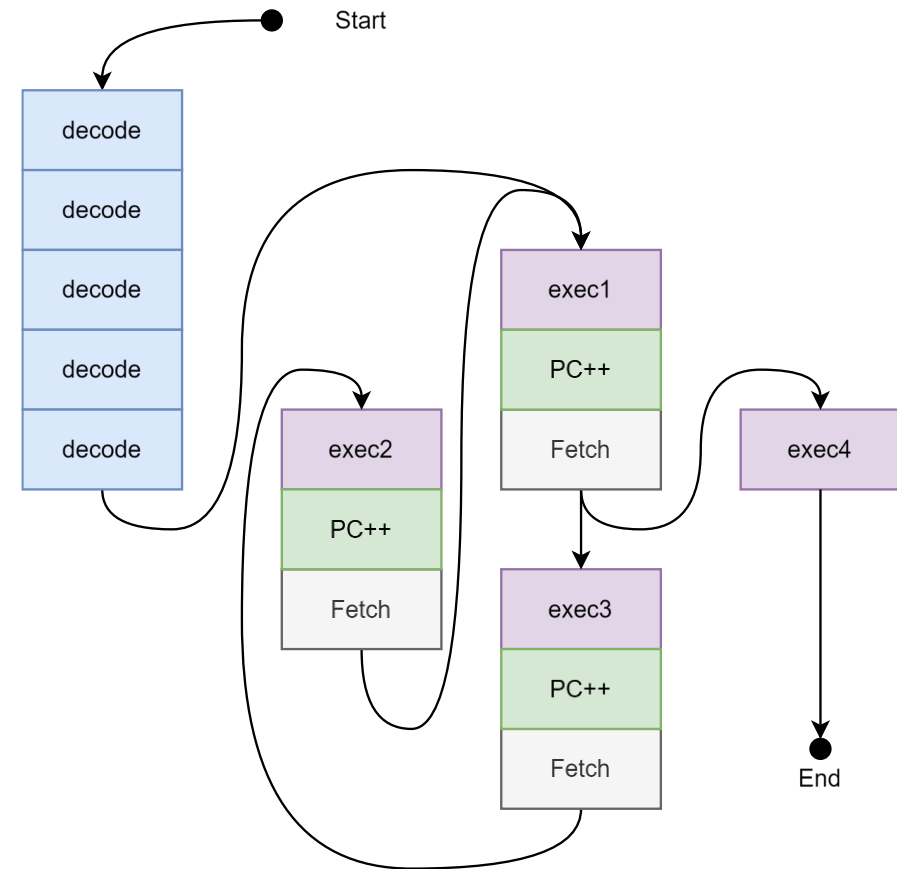 Start
decode
decode
decode
decode
decode
exec1
PC++
Fetch
exec2
PC++
Fetch
exec3
PC++
Fetch
exec4
End